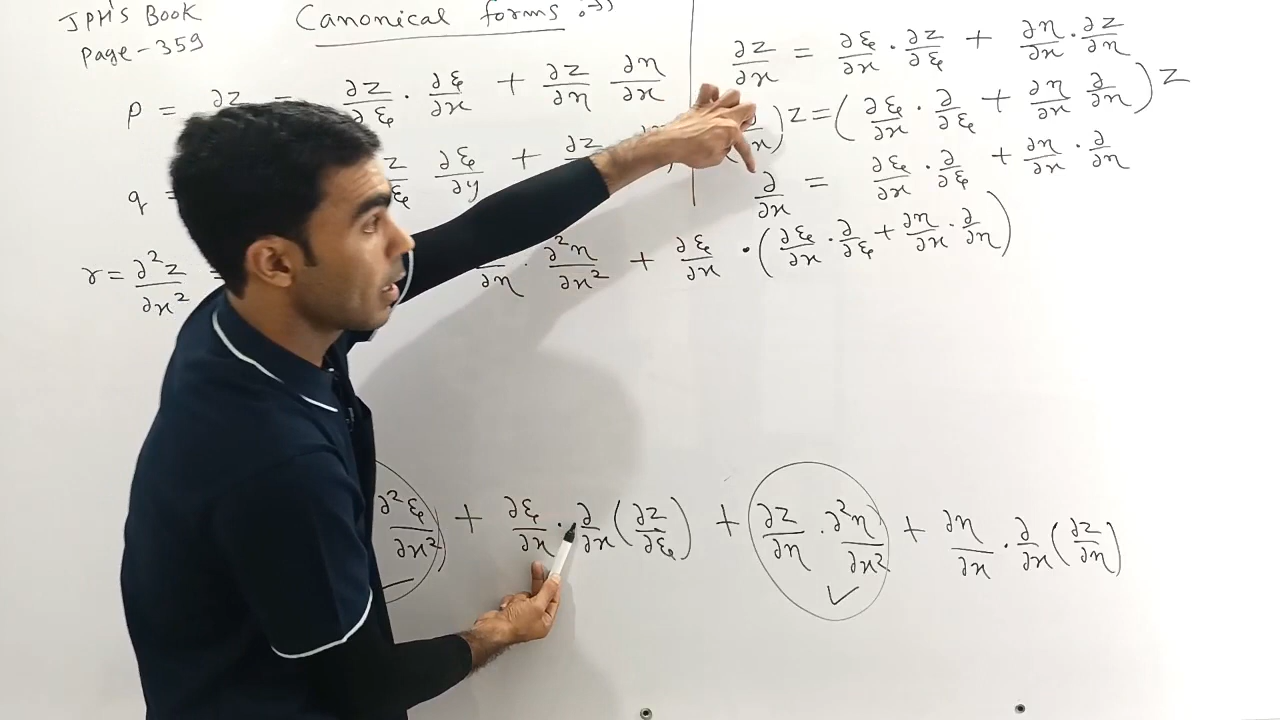 JPH'S BOOK
Page - 359
Canonical forms :-
p = ∂z = ∂z/∂ξ · ∂ξ/∂x + ∂z/∂η ∂η/∂x
q = ∂ξ/∂y + ∂z
r = ∂²z/∂x² = · ∂²η/∂x² + ∂ξ/∂x · (∂ξ/∂x · ∂/∂ξ + ∂η/∂x · ∂/∂η)
∂z/∂x = ∂ξ/∂x · ∂z/∂ξ + ∂η/∂x · ∂z/∂η
) z = (∂ξ/∂x · ∂/∂ξ + ∂η/∂x ∂/∂η) z
∂/∂x = ∂ξ/∂x · ∂/∂ξ + ∂η/∂x · ∂/∂η
∂²ξ/∂x²) + ∂ξ/∂x · ∂/∂x (∂z/∂ξ) + ∂z/∂η · ∂²η/∂x² + ∂η/∂x · ∂/∂x (∂z/∂η)